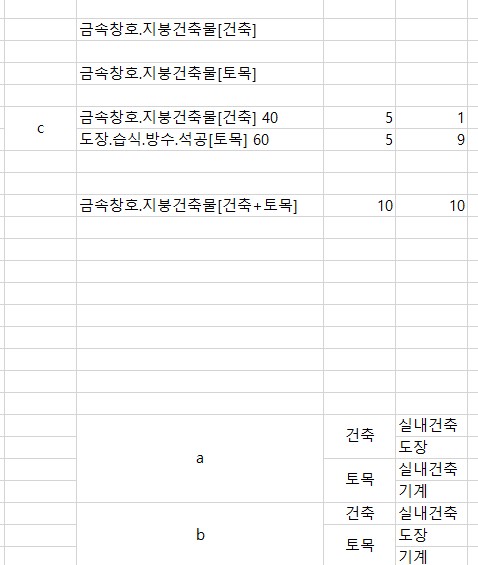 금속창호.지붕건축물[건축]
금속창호.지붕건축물[토목]
c
금속창호.지붕건축물[건축] 40 5 1
도장.습식.방수.석공[토목] 60 5 9
금속창호.지붕건축물[건축+토목] 10 10
a
건축
실내건축
도장
토목
실내건축
기계
b
건축
실내건축
토목
도장
기계